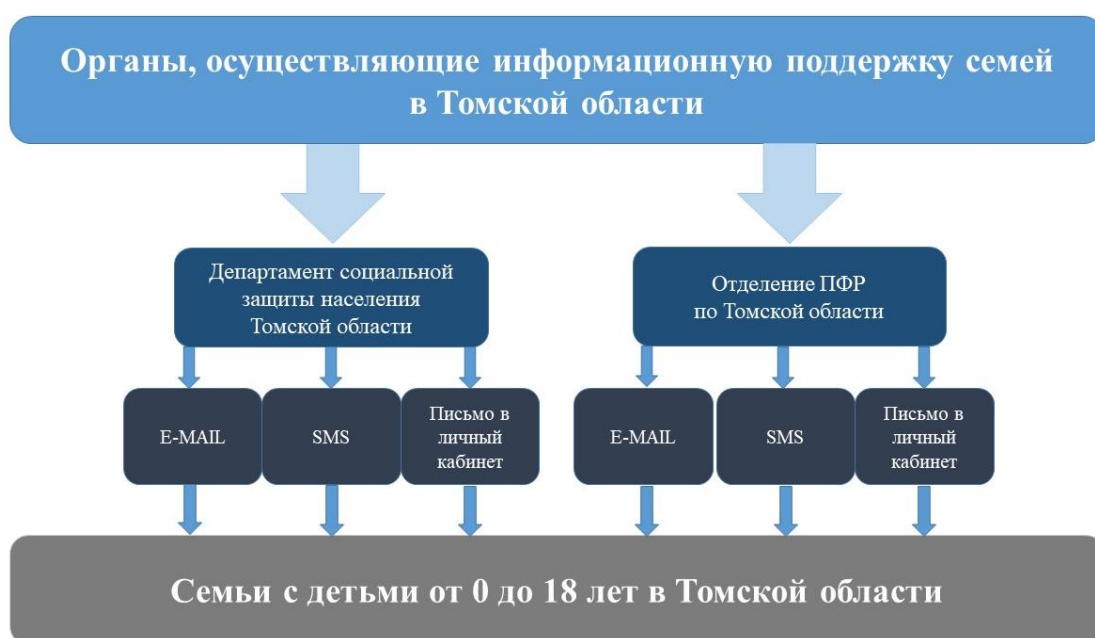 Органы, осуществляющие информационную поддержку семей
в Томской области
Департамент социальной
защиты населения
Томской области
Отделение ПФР
по Томской области
E-MAIL
SMS
Письмо в
личный
кабинет
E-MAIL
SMS
Письмо в
личный
кабинет
Семьи с детьми от 0 до 18 лет в Томской области